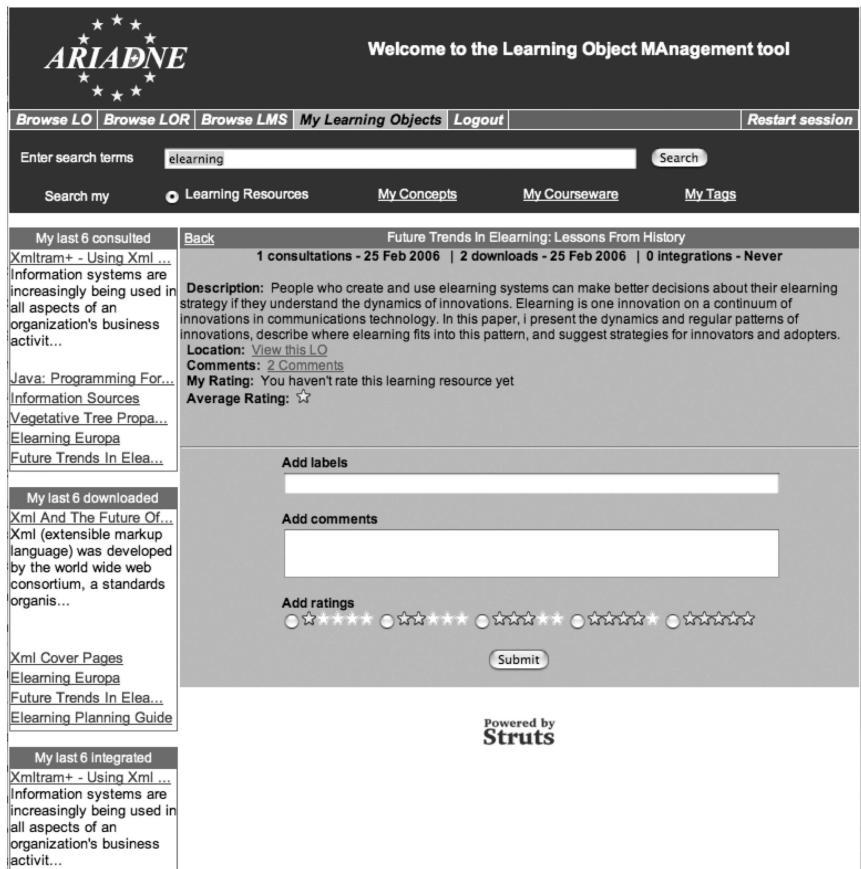 ARIADNE
Welcome to the Learning Object MAnagement tool
Browse LO Browse LOR Browse LMS My Learning Objects Logout Restart session
Enter search terms elearning Search
Search my Learning Resources My Concepts My Courseware My Tags
My last 6 consulted
Xmltram+ - Using Xml ...
Information systems are
increasingly being used in
all aspects of an
organization's business
activit...
Java: Programming For...
Information Sources
Vegetative Tree Propa...
Elearning Europa
Future Trends In Elea...
My last 6 downloaded
Xml And The Future Of...
Xml (extensible markup
language) was developed
by the world wide web
consortium, a standards
organis...
Xml Cover Pages
Elearning Europa
Future Trends In Elea...
Elearning Planning Guide
My last 6 integrated
Xmltram+ - Using Xml ...
Information systems are
increasingly being used in
all aspects of an
organization's business
activit...
Back Future Trends In Elearning: Lessons From History
1 consultations - 25 Feb 2006 | 2 downloads - 25 Feb 2006 | 0 integrations - Never
Description: People who create and use elearning systems can make better decisions about their elearning
strategy if they understand the dynamics of innovations. Elearning is one innovation on a continuum of
innovations in communications technology. In this paper, i present the dynamics and regular patterns of
innovations, describe where elearning fits into this pattern, and suggest strategies for innovators and adopters.
Location: View this LO
Comments: 2 Comments
My Rating: You haven't rate this learning resource yet
Average Rating:
Add labels
Add comments
Add ratings
Submit
Powered by
Struts